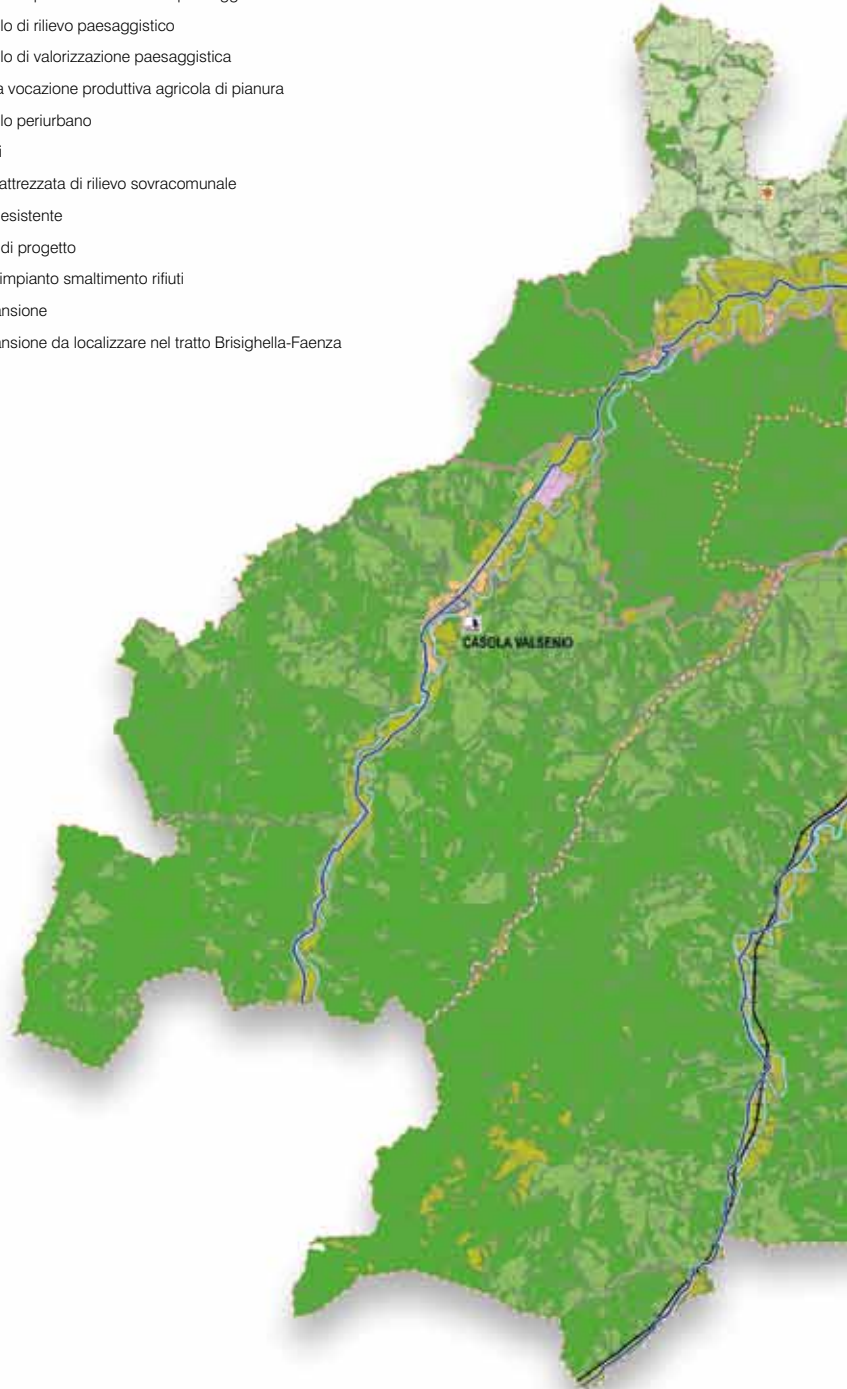 lo di rilievo paesaggistico
lo di valorizzazione paesaggistica
a vocazione produttiva agricola di pianura
lo periurbano
i
attrezzata di rilievo sovracomunale
esistente
di progetto
impianto smaltimento rifiuti
ansione
ansione da localizzare nel tratto Brisighella-Faenza
CASOLA VALSENIO